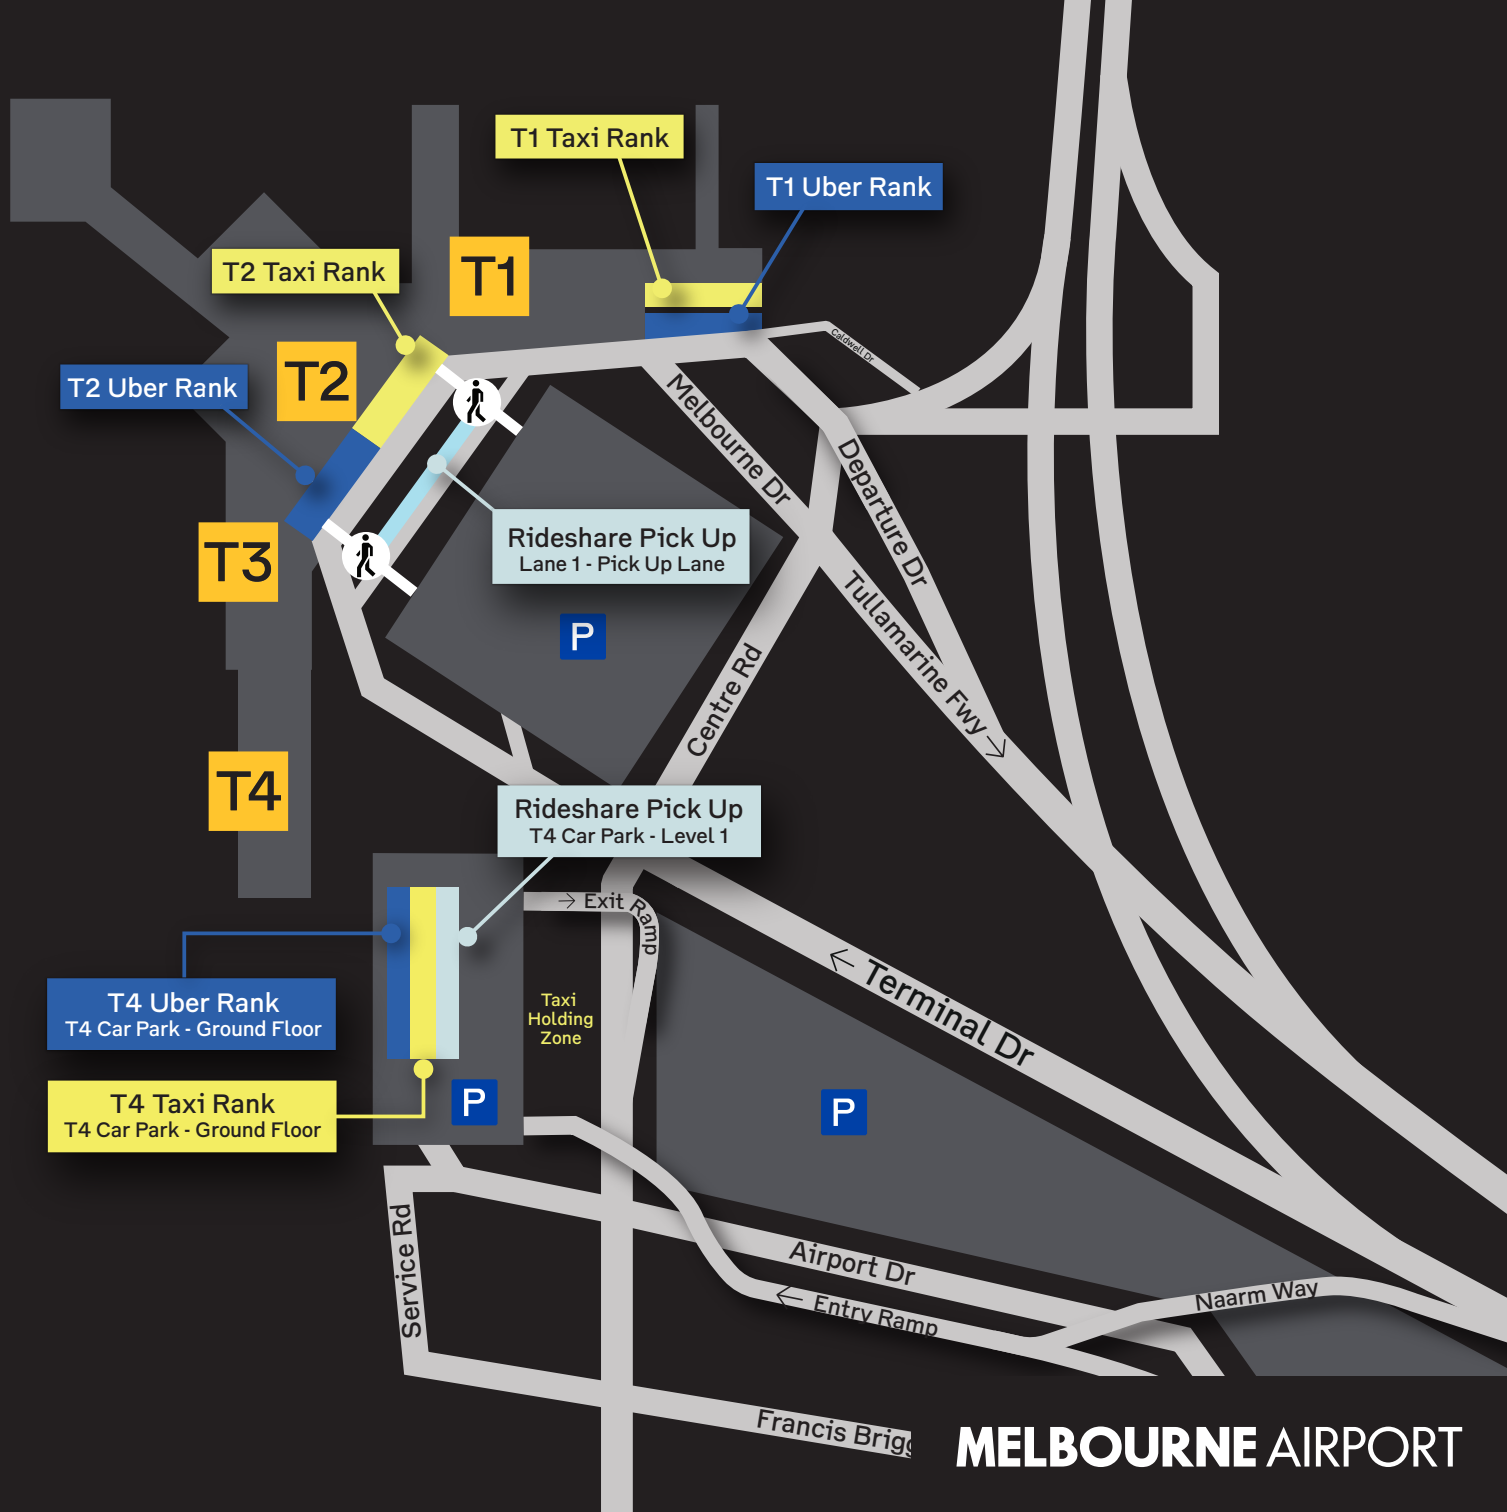 T1 Taxi Rank
T1 Uber Rank
T2 Taxi Rank
T1
T2
T2 Uber Rank
Caldwell Dr
Melbourne Dr
Departure Dr
T3
Rideshare Pick Up
Lane 1 - Pick Up Lane
P
Tullamarine Fwy →
Centre Rd
T4
Rideshare Pick Up
T4 Car Park - Level 1
→ Exit Ramp
← Terminal Dr
T4 Uber Rank
T4 Car Park - Ground Floor
Taxi
Holding
Zone
T4 Taxi Rank
T4 Car Park - Ground Floor
P
P
Service Rd
Airport Dr
← Entry Ramp
Naarm Way
Francis Brigg
MELBOURNE AIRPORT